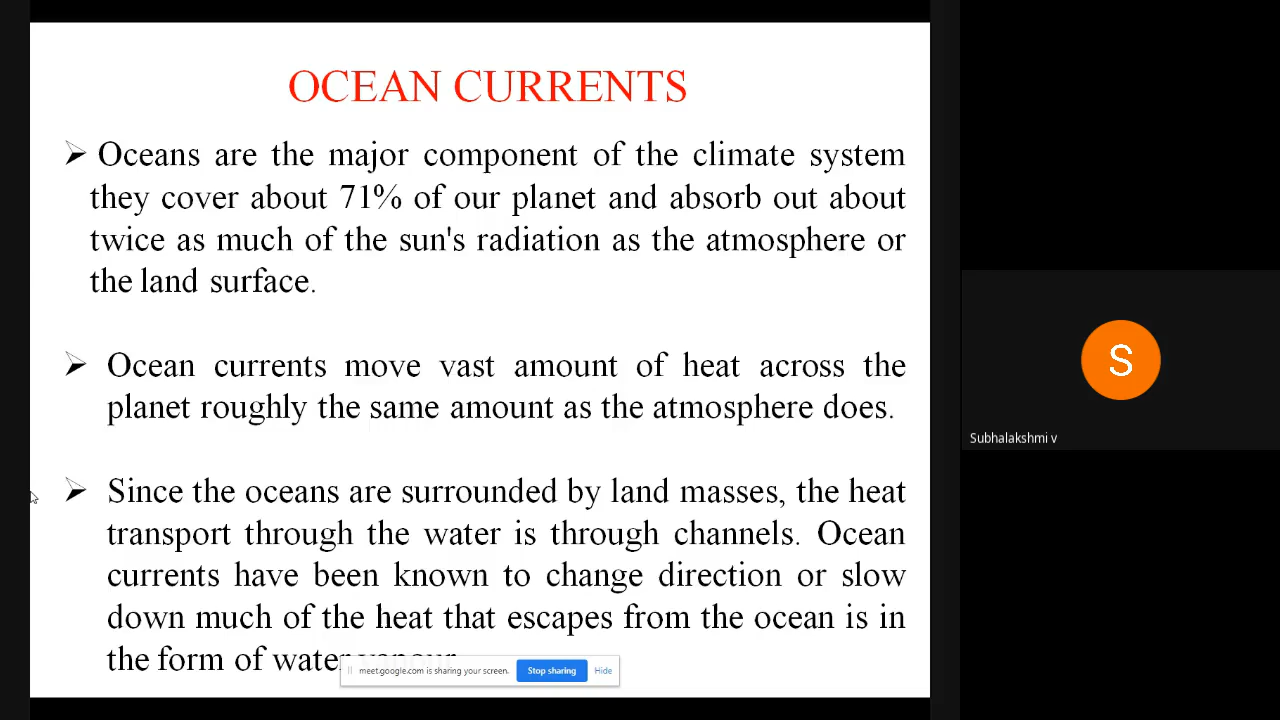 OCEAN CURRENTS
➢ Oceans are the major component of the climate system
they cover about 71% of our planet and absorb out about
twice as much of the sun's radiation as the atmosphere or
the land surface.
➢ Ocean currents move vast amount of heat across the
planet roughly the same amount as the atmosphere does.
➢ Since the oceans are surrounded by land masses, the heat
transport through the water is through channels. Ocean
currents have been known to change direction or slow
down much of the heat that escapes from the ocean is in
the form of water vapour
meet.google.com is sharing your screen. Stop sharing Hide
S
Subhalakshmi v